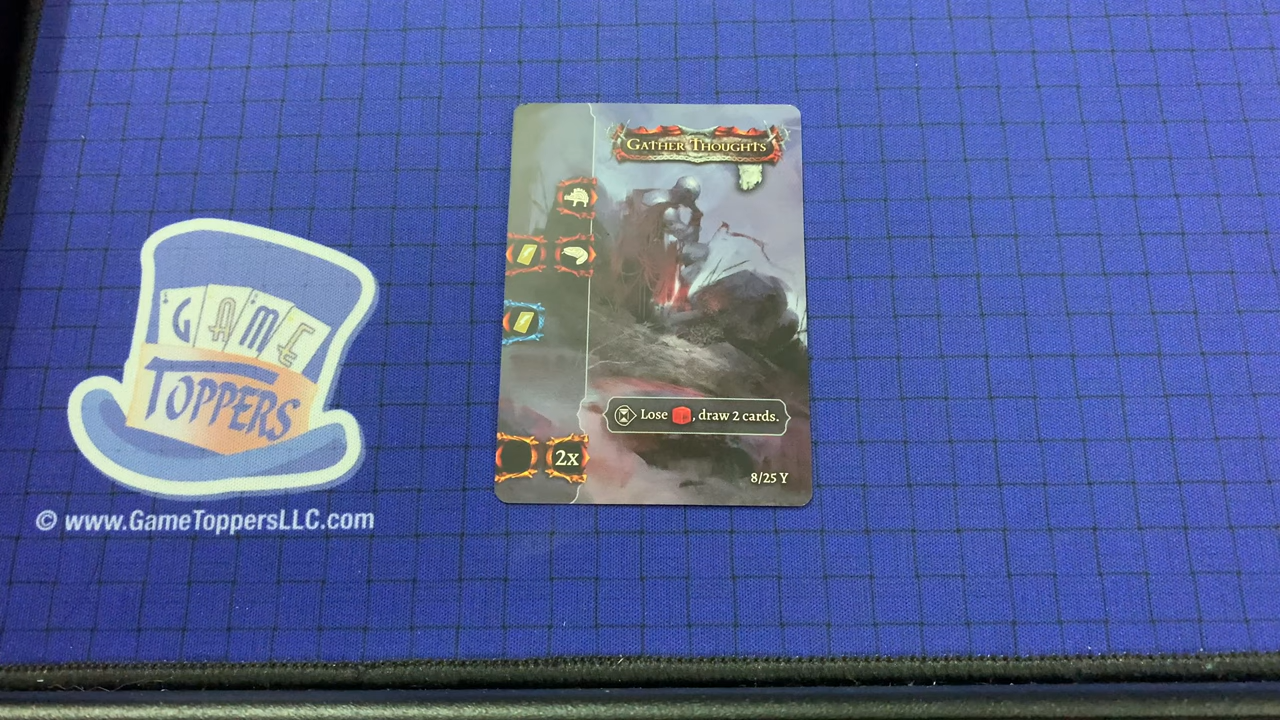 GATHER THOUGHTS
GAME
TOPPERS
Lose , draw 2 cards.
2x
8/25 Y
© www.GameToppersLLC.com